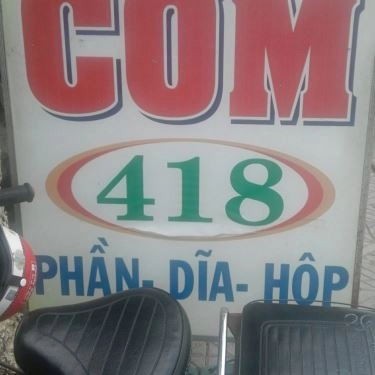 COM
418
PHẦN- DĨA- HỘP